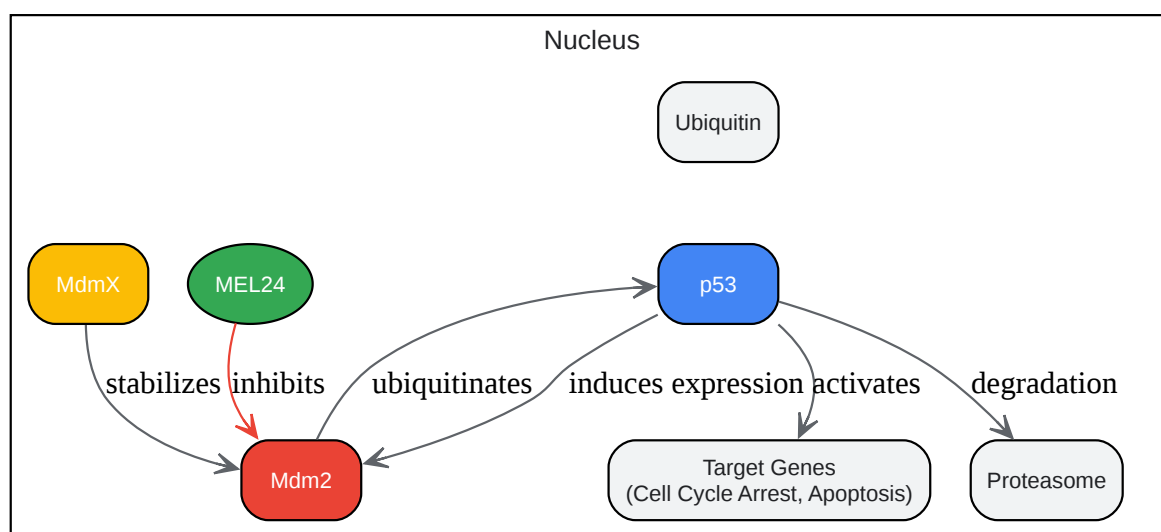 Nucleus
Ubiquitin
MdmX
MEL24
p53
stabilizes
inhibits
ubiquitinates
induces expression
activates
degradation
Mdm2
Target Genes
(Cell Cycle Arrest, Apoptosis)
Proteasome